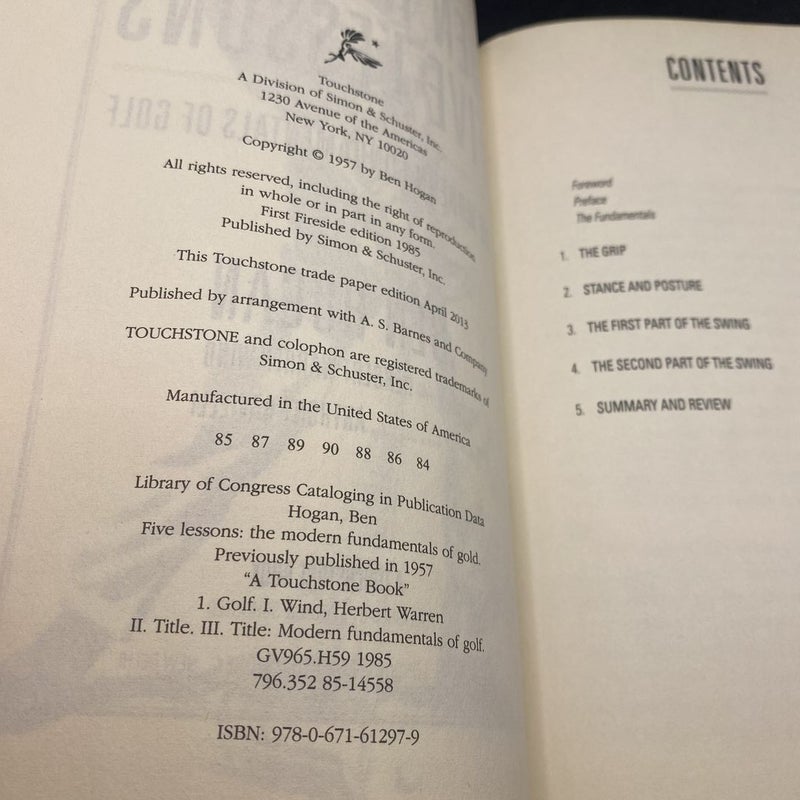 Touchstone
A Division of Simon & Schuster, Inc.
1230 Avenue of the Americas
New York, NY 10020
Copyright © 1957 by Ben Hogan
All rights reserved, including the right of reproduction
in whole or in part in any form.
First Fireside edition 1985
Published by Simon & Schuster, Inc.
This Touchstone trade paper edition April 2013
Published by arrangement with A. S. Barnes and Company
TOUCHSTONE and colophon are registered trademarks of
Simon & Schuster, Inc.
Manufactured in the United States of America
85 87 89 90 88 86 84
Library of Congress Cataloging in Publication Data
Hogan, Ben
Five lessons: the modern fundamentals of gold.
Previously published in 1957
“A Touchstone Book”
1. Golf. I. Wind, Herbert Warren
II. Title. III. Title: Modern fundamentals of golf.
GV965.H59 1985
796.352 85-14558
ISBN: 978-0-671-61297-9
CONTENTS
Foreword
Preface
The Fundamentals
1. THE GRIP
2. STANCE AND POSTURE
3. THE FIRST PART OF THE SWING
4. THE SECOND PART OF THE SWING
5. SUMMARY AND REVIEW